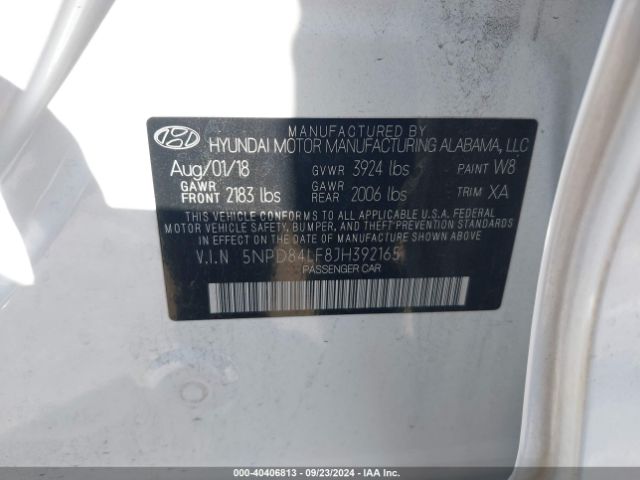 MANUFACTURED BY
HYUNDAI MOTOR MANUFACTURING ALABAMA, LLC
Aug/01/18 GVWR 3924 lbs PAINT W8
GAWR FRONT 2183 lbs GAWR REAR 2006 lbs TRIM XA
THIS VEHICLE CONFORMS TO ALL APPLICABLE U.S.A. FEDERAL
MOTOR VEHICLE SAFETY, BUMPER, AND THEFT PREVENTION
STANDARDS IN EFFECT ON THE DATE OF MANUFACTURE SHOWN ABOVE.
V.I.N 5NPD84LF8JH392165
PASSENGER CAR
000-40406813 - 09/23/2024 - IAA Inc.